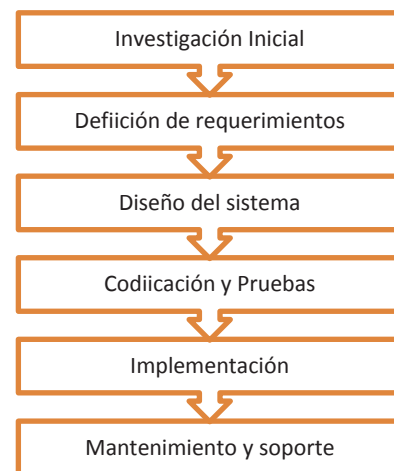 Investigación Inicial
Defiición de requerimientos
Diseño del sistema
Codiicación y Pruebas
Implementación
Mantenimiento y soporte